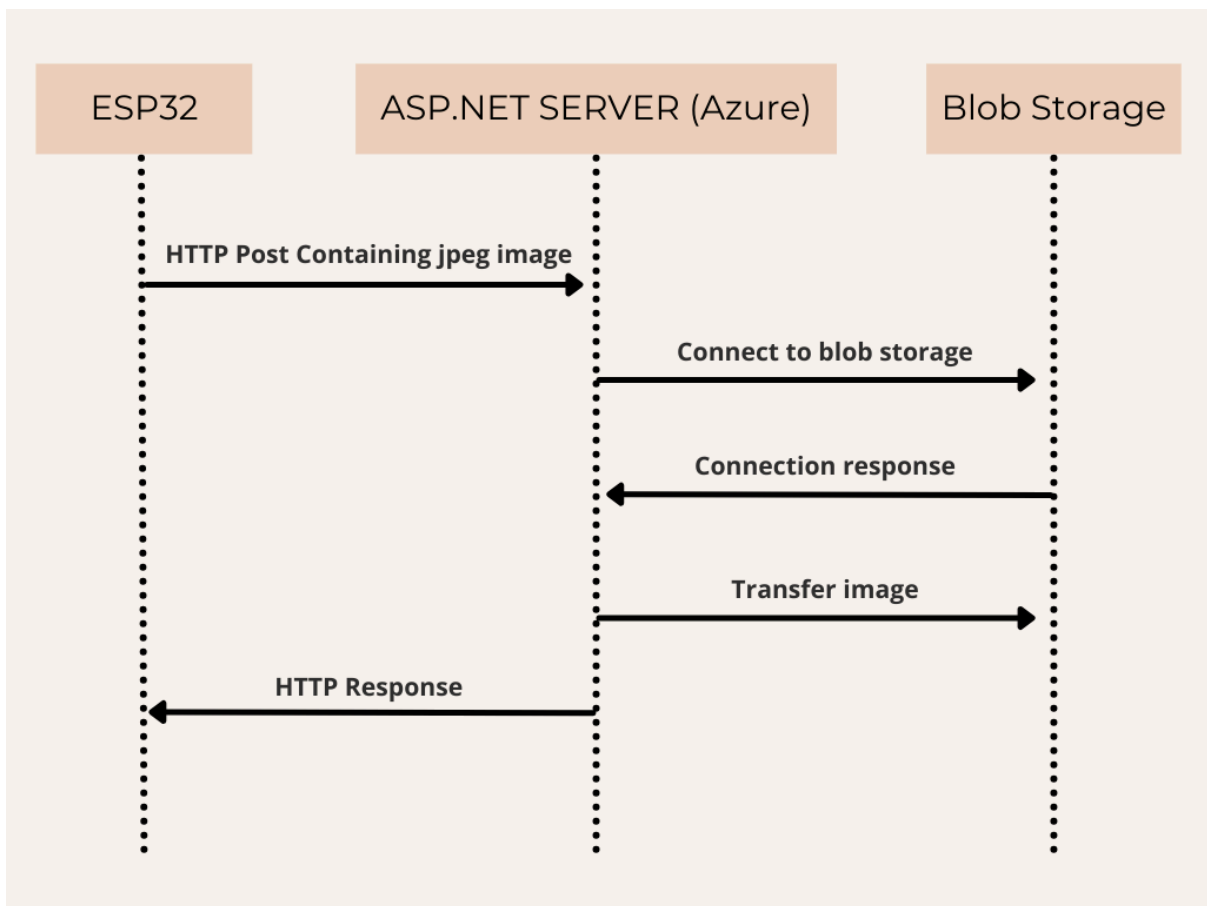 ESP32
ASP.NET SERVER (Azure)
Blob Storage
HTTP Post Containing jpeg image
Connect to blob storage
Connection response
Transfer image
HTTP Response